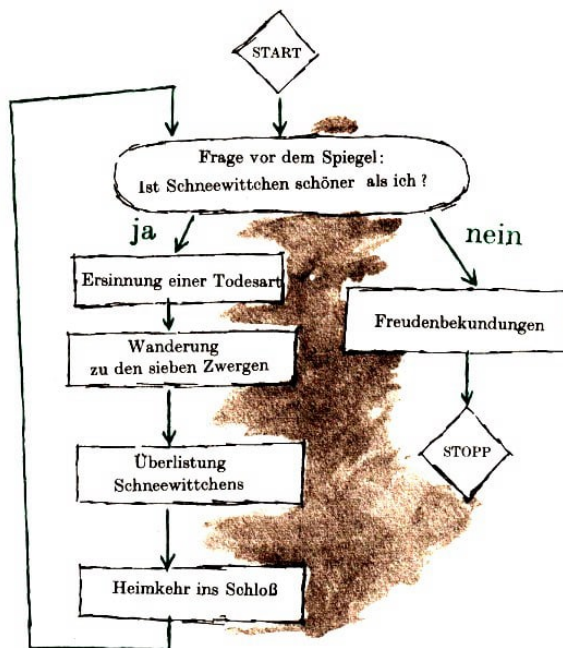 START
Frage vor dem Spiegel:
Ist Schneewittchen schöner als ich?
ja
nein
Ersinnung einer Todesart
Freudenbekundungen
Wanderung
zu den sieben Zwergen
STOPP
Überlistung
Schneewittchens
Heimkehr ins Schloß